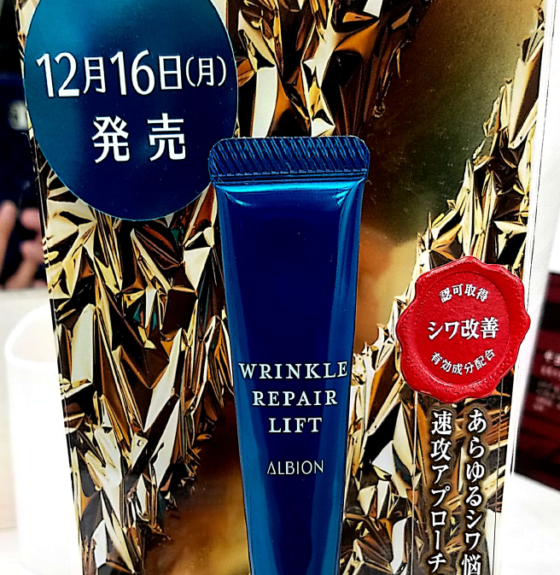 12月16日(月)
発売
WRINKLE
REPAIR
LIFT
ALBION
認可取得
シワ改善
有効成分配合
あらゆるシワ悩
速攻アプローチ